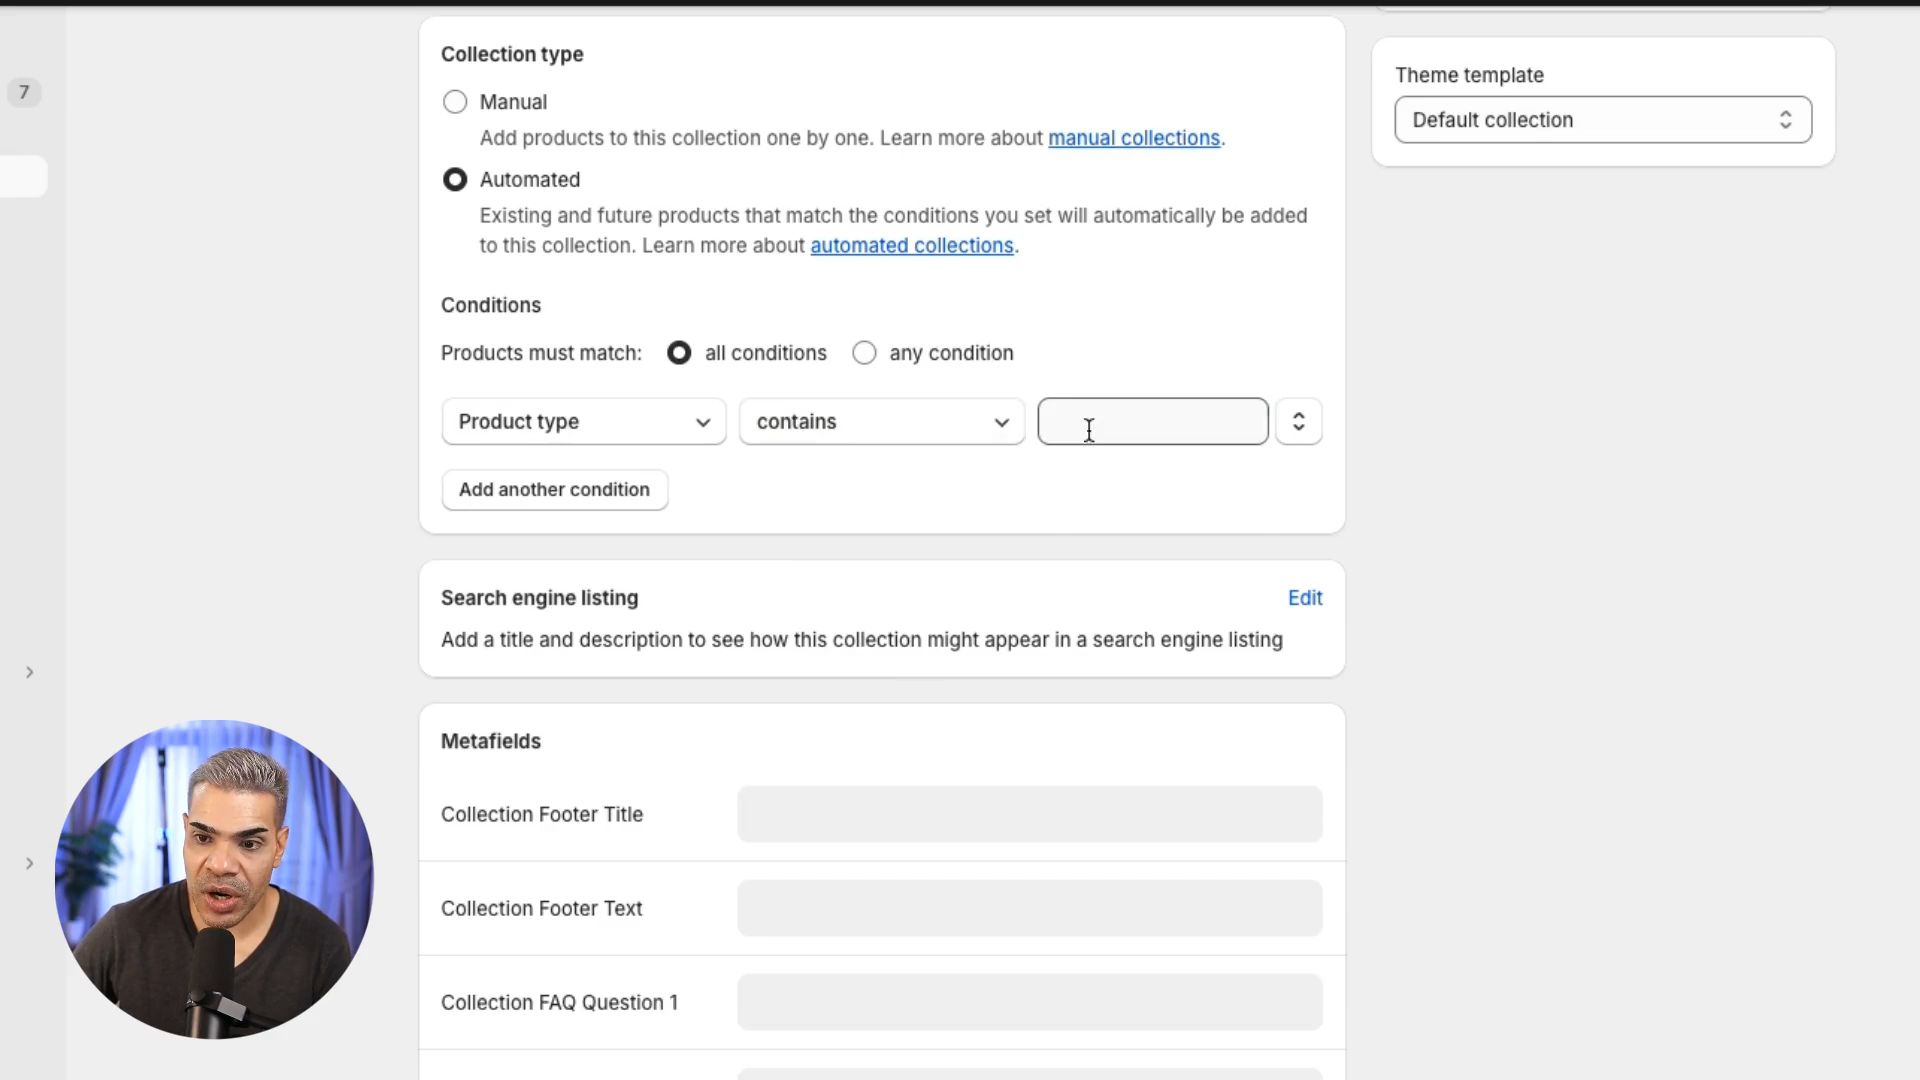 7
Collection type
Manual
Add products to this collection one by one. Learn more about manual collections.
Automated
Existing and future products that match the conditions you set will automatically be added
to this collection. Learn more about automated collections.
Conditions
Products must match: all conditions any condition
Product type contains
Add another condition
Search engine listing Edit
Add a title and description to see how this collection might appear in a search engine listing
Metafields
Collection Footer Title
Collection Footer Text
Collection FAQ Question 1
Theme template
Default collection